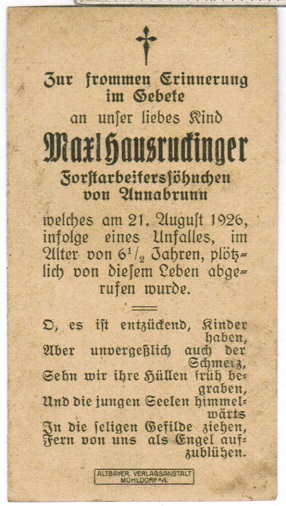 Zur frommen Erinnerung
im Gebete
an unser liebes Kind
Maxl Hausruckinger
Forstarbeiterssöhnchen
von Annabrunn
welches am 21. August 1926,
infolge eines Unfalles, im
Alter von 6½ Jahren, plötz-
lich von diesem Leben abge-
rufen wurde.
O, es ist entzückend, Kinder
haben,
Aber unvergeßlich auch der
Schmerz,
Sehn wir ihre Hüllen früh be-
graben,
Und die jungen Seelen himmel-
wärts
In die seligen Gefilde ziehen,
Fern von uns als Engel auf-
zublühen.
ALTBAYER. VERLAGSANSTALT
MÜHLDORF a.J.